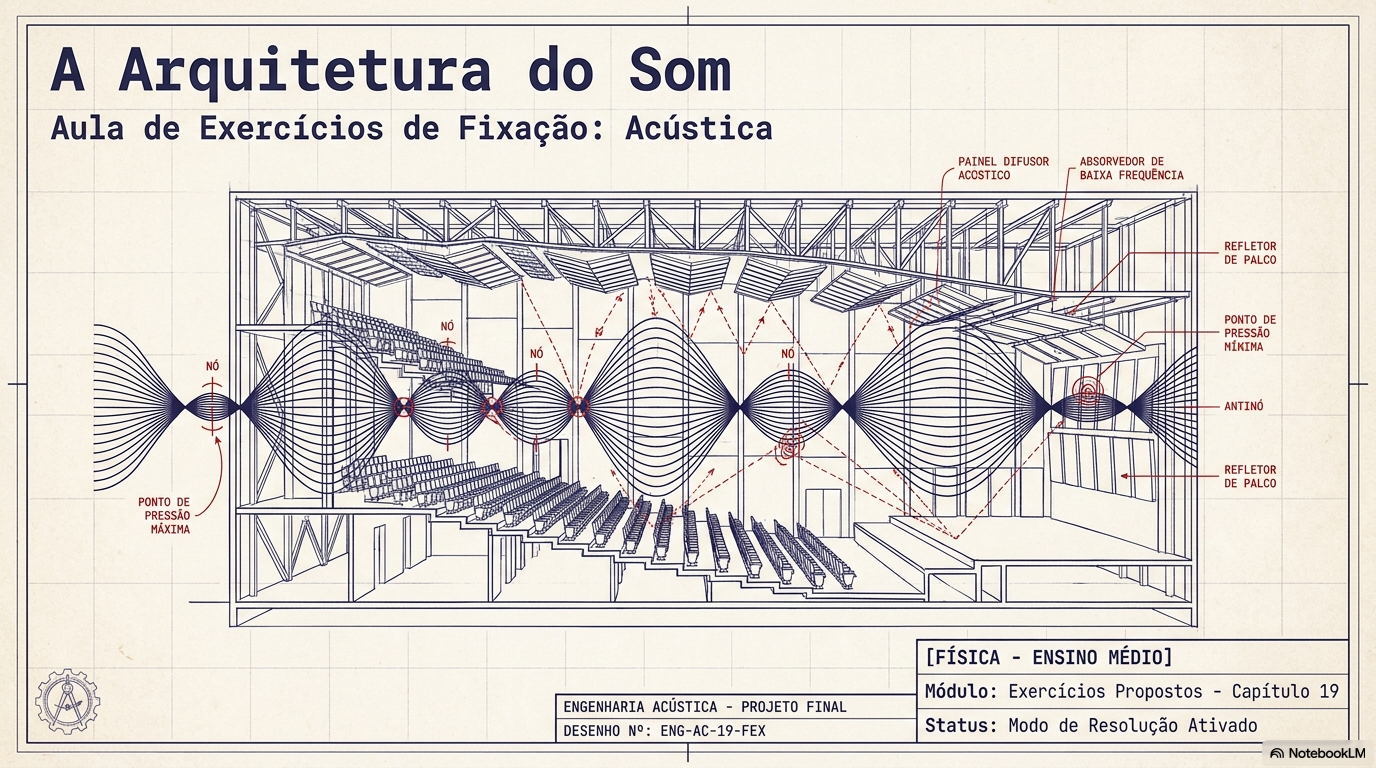 A Arquitetura do Som
Aula de Exercícios de Fixação: Acústica
PAINEL DIFUSOR
ACOSTICO
ABSORVEDOR DE
BAIXA FREQUÊNCIA
REFLETOR
DE PALCO
PONTO DE
PRESSÃO
MÍKIMA
NÓ
NÓ
NÓ
NÓ
ANTINÓ
REFLETOR
DE PALCO
PONTO DE
PRESSÃO
MÁXIMA
[FÍSICA - ENSINO MÉDIO]
Módulo: Exercícios Propostos - Capítulo 19
Status: Modo de Resolução Ativado
ENGENHARIA ACÚSTICA - PROJETO FINAL
DESENHO Nº: ENG-AC-19-FEX
NotebookLM